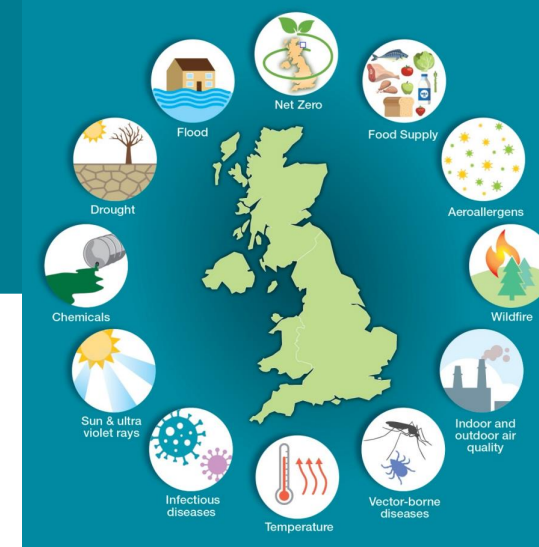 Net Zero
Food Supply
Aeroallergens
Wildfire
Indoor and
outdoor air
quality
Vector-borne
diseases
Temperature
Infectious
diseases
Sun & ultra
violet rays
Chemicals
Drought
Flood